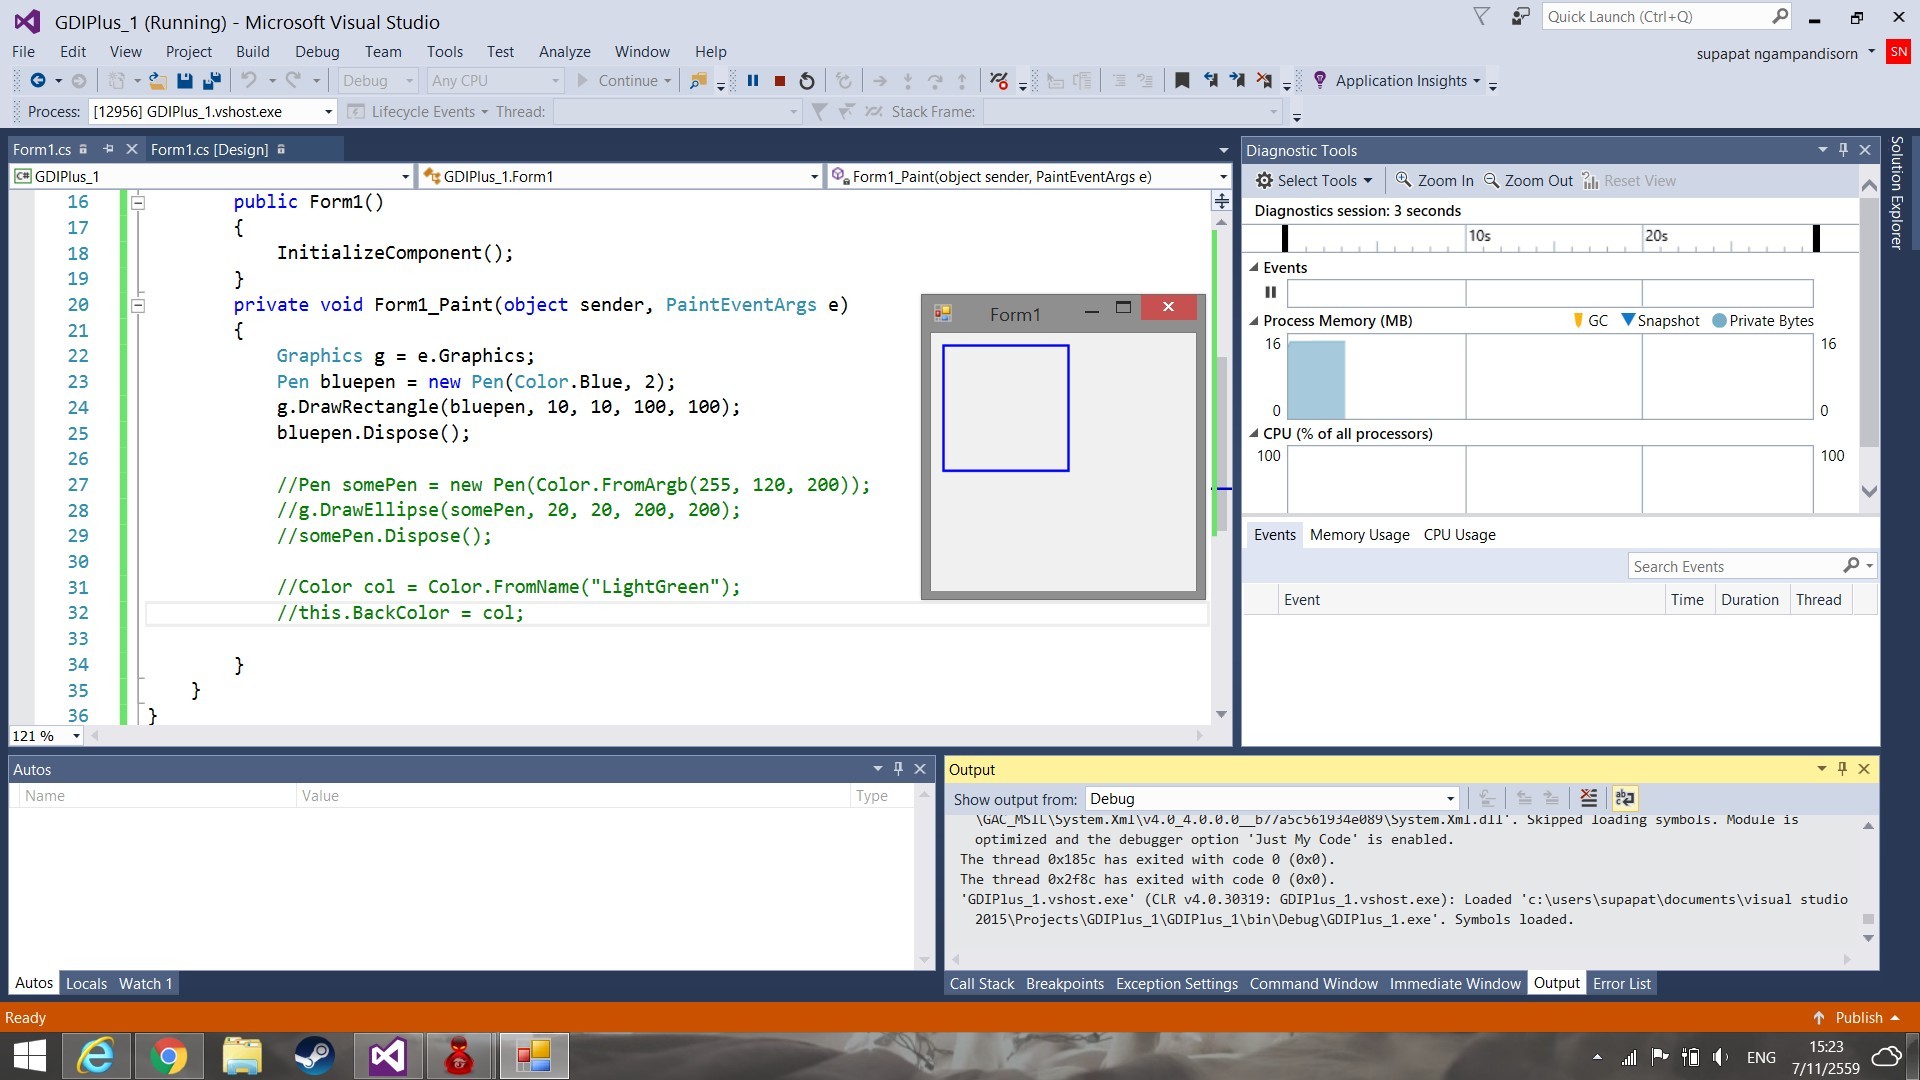 GDIPlus_1 (Running) - Microsoft Visual Studio
Quick Launch (Ctrl+Q)
File Edit View Project Build Debug Team Tools Test Analyze Window Help
supapat ngampandisorn SN
Debug Any CPU Continue Application Insights
Process: [12956] GDIPlus_1.vshost.exe Lifecycle Events Thread: Stack Frame:
Form1.cs Form1.cs [Design]
GDIPlus_1 GDIPlus_1.Form1 Form1_Paint(object sender, PaintEventArgs e)
16 public Form1()
17 {
18 InitializeComponent();
19 }
20 private void Form1_Paint(object sender, PaintEventArgs e)
21 {
22 Graphics g = e.Graphics;
23 Pen bluepen = new Pen(Color.Blue, 2);
24 g.DrawRectangle(bluepen, 10, 10, 100, 100);
25 bluepen.Dispose();
26
27 //Pen somePen = new Pen(Color.FromArgb(255, 120, 200));
28 //g.DrawEllipse(somePen, 20, 20, 200, 200);
29 //somePen.Dispose();
30
31 //Color col = Color.FromName("LightGreen");
32 //this.BackColor = col;
33
34 }
35 }
36 }
121 %
Form1
Diagnostic Tools
Select Tools Zoom In Zoom Out Reset View
Diagnostics session: 3 seconds
10s 20s
Events
Process Memory (MB) GC Snapshot Private Bytes
16 16
0 0
CPU (% of all processors)
100 100
Events Memory Usage CPU Usage
Search Events
Event Time Duration Thread
Solution Explorer
Autos
Name Value Type
Autos Locals Watch 1
Output
Show output from: Debug
\GAC_MSIL\System.Xml\v4.0_4.0.0.0__b77a5c561934e089\System.Xml.dll'. Skipped loading symbols. Module is
optimized and the debugger option 'Just My Code' is enabled.
The thread 0x185c has exited with code 0 (0x0).
The thread 0x2f8c has exited with code 0 (0x0).
'GDIPlus_1.vshost.exe' (CLR v4.0.30319: GDIPlus_1.vshost.exe): Loaded 'c:\users\supapat\documents\visual studio
2015\Projects\GDIPlus_1\GDIPlus_1\bin\Debug\GDIPlus_1.exe'. Symbols loaded.
Call Stack Breakpoints Exception Settings Command Window Immediate Window Output Error List
Ready
Publish
ENG
15:23
7/11/2559